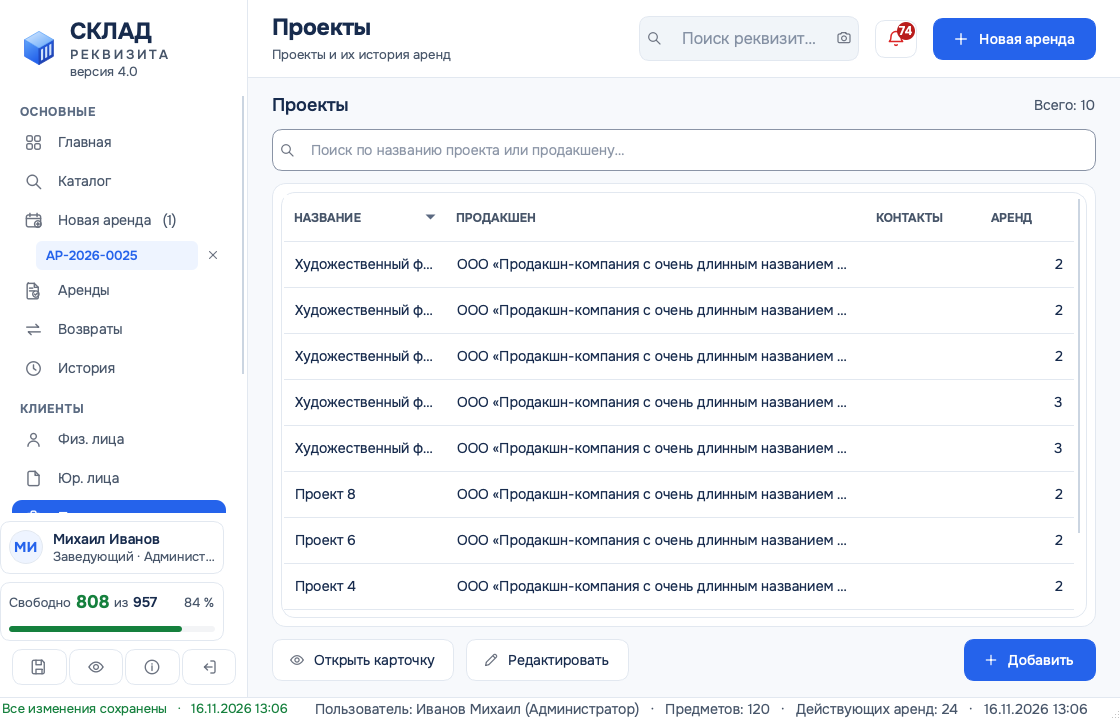 СКЛАД
РЕКВИЗИТА
версия 4.0
ОСНОВНЫЕ
Главная
Каталог
Новая аренда (1)
АР-2026-0025
Аренды
Возвраты
История
КЛИЕНТЫ
Физ. лица
Юр. лица
МИ
Михаил Иванов
Заведующий · Админист...
Свободно 808 из 957 84 %
Проекты
Проекты и их история аренд
Поиск реквизит...
74
Новая аренда
Проекты
Всего: 10
Поиск по названию проекта или продакшену...
НАЗВАНИЕ ПРОДАКШЕН КОНТАКТЫ АРЕНД
Художественный ф... ООО «Продакшн-компания с очень длинным названием ... 2
Художественный ф... ООО «Продакшн-компания с очень длинным названием ... 2
Художественный ф... ООО «Продакшн-компания с очень длинным названием ... 2
Художественный ф... ООО «Продакшн-компания с очень длинным названием ... 3
Художественный ф... ООО «Продакшн-компания с очень длинным названием ... 3
Проект 8 ООО «Продакшн-компания с очень длинным названием ... 2
Проект 6 ООО «Продакшн-компания с очень длинным названием ... 2
Проект 4 ООО «Продакшн-компания с очень длинным названием ... 2
Открыть карточку
Редактировать
Добавить
Все изменения сохранены · 16.11.2026 13:06 Пользователь: Иванов Михаил (Администратор) · Предметов: 120 · Действующих аренд: 24 · 16.11.2026 13:06